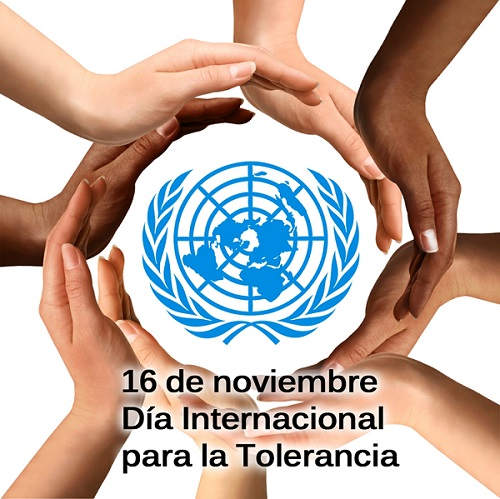 16 de noviembre
Día Internacional
para la Tolerancia